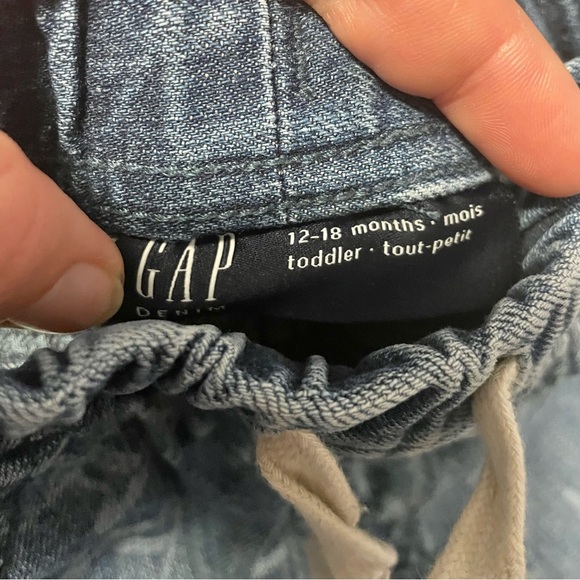 GAP
DENIM
12-18 months · mois
toddler · tout-petit